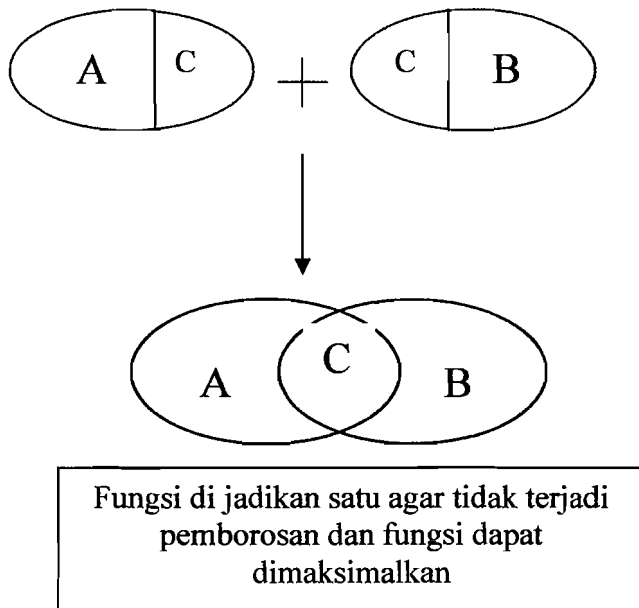 A C + C B
A C B
Fungsi di jadikan satu agar tidak terjadi
pemborosan dan fungsi dapat
dimaksimalkan